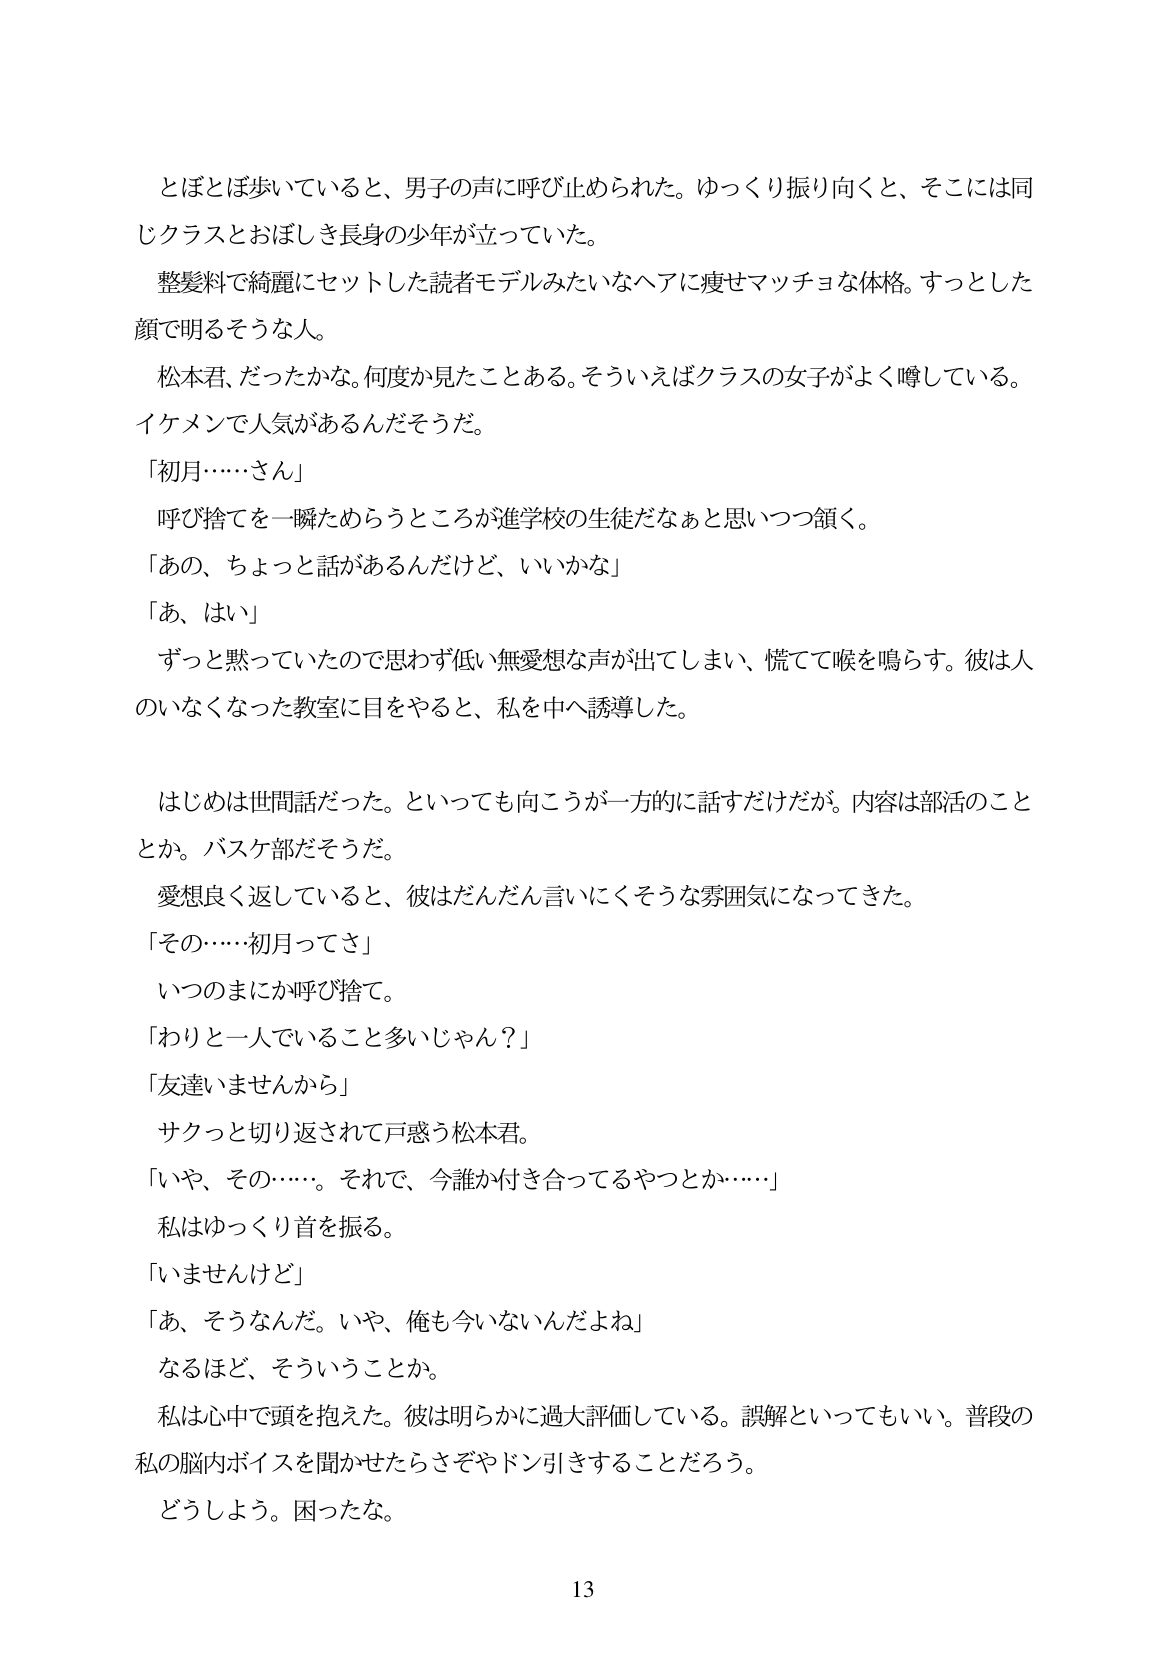 とぼとぼ歩いていると、男子の声に呼び止められた。ゆっくり振り向くと、そこには同
じクラスとおぼしき長身の少年が立っていた。
整髪料で綺麗にセットした読者モデルみたいなヘアに痩せマッチョな体格。すっとした
顔で明るそうな人。
松本君、だったかな。何度か見たことある。そういえばクラスの女子がよく噂している。
イケメンで人気があるんだそうだ。
「初月……さん」
呼び捨てを一瞬ためらうところが進学校の生徒だなぁと思いつつ頷く。
「あの、ちょっと話があるんだけど、いいかな」
「あ、はい」
ずっと黙っていたので思わず低い無愛想な声が出てしまい、慌てて喉を鳴らす。彼は人
のいなくなった教室に目をやると、私を中へ誘導した。
はじめは世間話だった。といっても向こうが一方的に話すだけだが。内容は部活のこと
とか。バスケ部だそうだ。
愛想良く返していると、彼はだんだん言いにくそうな雰囲気になってきた。
「その……初月ってさ」
いつのまにか呼び捨て。
「わりと一人でいること多いじゃん？」
「友達いませんから」
サクっと切り返されて戸惑う松本君。
「いや、その……。それで、今誰か付き合ってるやつとか……」
私はゆっくり首を振る。
「いませんけど」
「あ、そうなんだ。いや、俺も今いないんだよね」
なるほど、そういうことか。
私は心中で頭を抱えた。彼は明らかに過大評価している。誤解といってもいい。普段の
私の脳内ボイスを聞かせたらさぞやドン引きすることだろう。
どうしよう。困ったな。
13